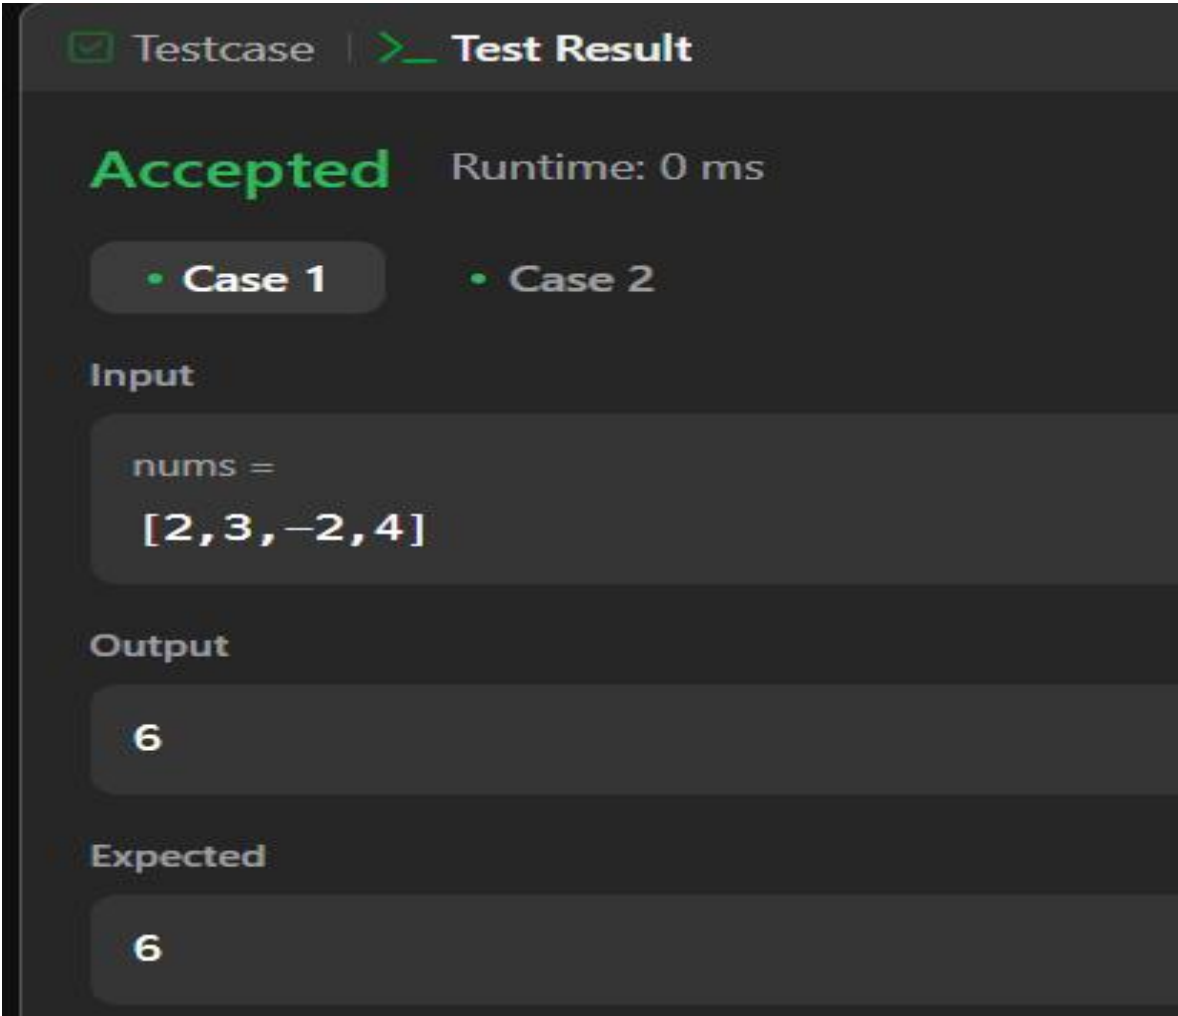 Testcase | >_ Test Result
Accepted Runtime: 0 ms
• Case 1 • Case 2
Input
nums =
[2,3,-2,4]
Output
6
Expected
6